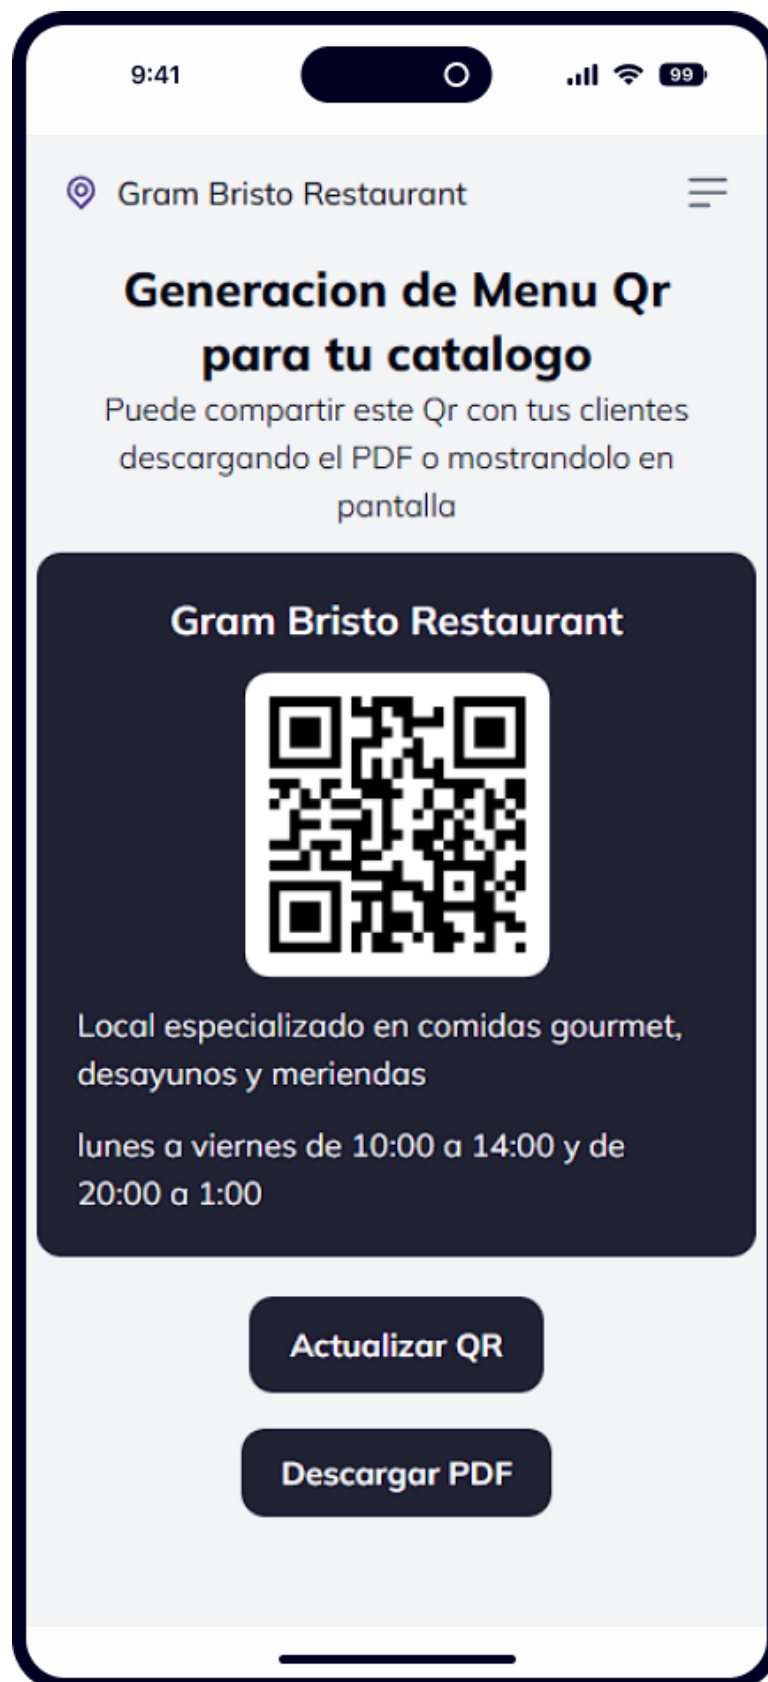 9:41
99
Gram Bristo Restaurant
Generacion de Menu Qr
para tu catalogo
Puede compartir este Qr con tus clientes
descargando el PDF o mostrandolo en
pantalla
Gram Bristo Restaurant
Local especializado en comidas gourmet,
desayunos y meriendas
lunes a viernes de 10:00 a 14:00 y de
20:00 a 1:00
Actualizar QR
Descargar PDF